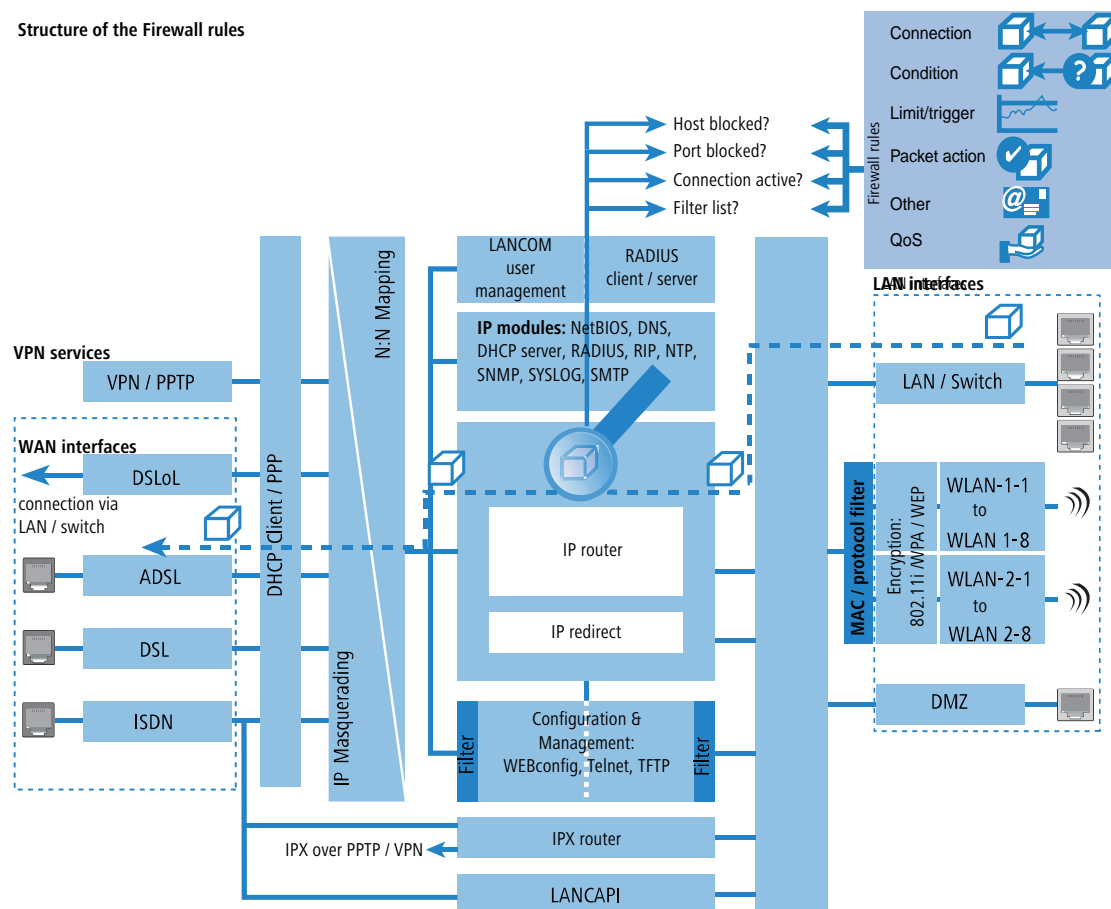 Structure of the Firewall rules
Connection
Condition
Limit/trigger
Packet action
Other
QoS
Firewall rules
Host blocked?
Port blocked?
Connection active?
Filter list?
LANCOM
user
management
RADIUS
client / server
N:N Mapping
IP Masquerading
DHCP Client / PPP
IP modules: NetBIOS, DNS,
DHCP server, RADIUS, RIP, NTP,
SNMP, SYSLOG, SMTP
VPN services
VPN / PPTP
WAN interfaces
DSLoL
connection via
LAN / switch
ADSL
DSL
ISDN
IP router
IP redirect
Filter
Configuration &
Management:
WEBconfig, Telnet, TFTP
Filter
IPX router
IPX over PPTP / VPN
LANCAPI
LAN interfaces
LAN / Switch
MAC / protocol filter
Encryption:
802.11i /WPA / WEP
WLAN-1-1
to
WLAN 1-8
WLAN-2-1
to
WLAN 2-8
DMZ